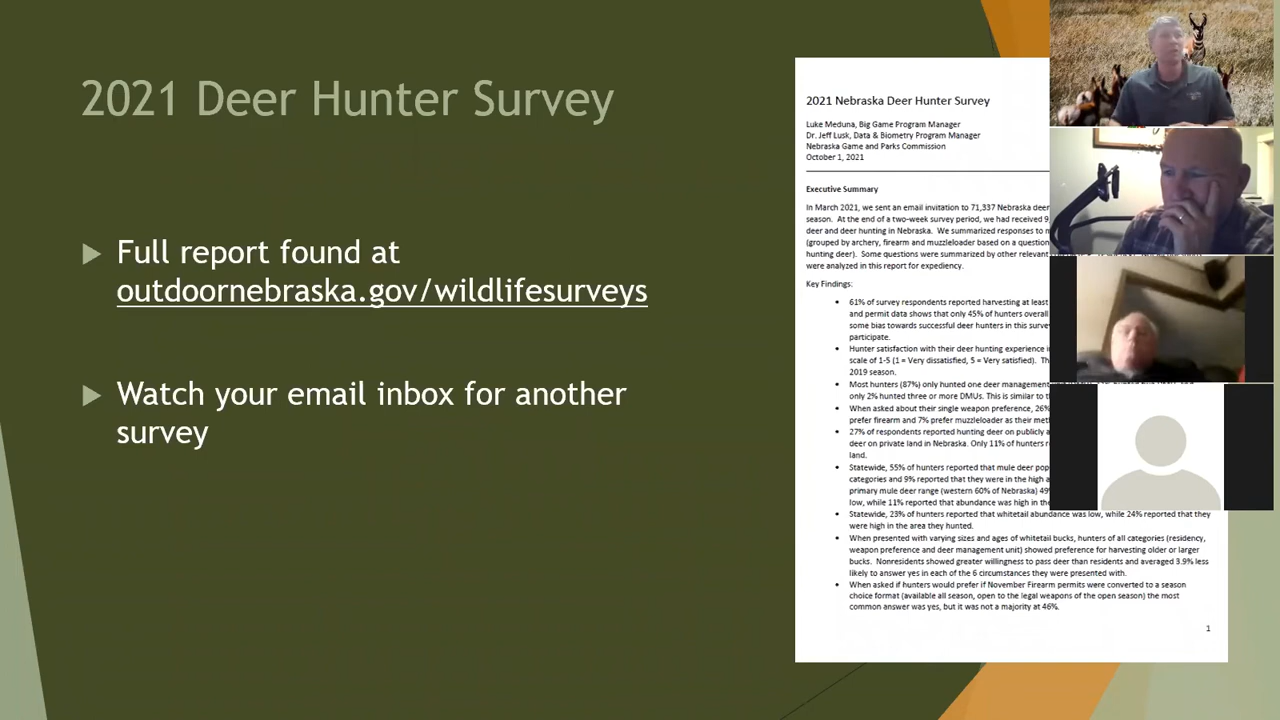 2021 Deer Hunter Survey
Full report found at
outdoornebraska.gov/wildlifesurveys
Watch your email inbox for another
survey
2021 Nebraska Deer Hunter Survey
Luke Meduna, Big Game Program Manager
Dr. Jeff Lusk, Data & Biometry Program Manager
Nebraska Game and Parks Commission
October 1, 2021
Executive Summary
In March 2021, we sent an email invitation to 71,337 Nebraska deer
season. At the end of a two-week survey period, we had received 9,
deer and deer hunting in Nebraska. We summarized responses to
(grouped by archery, firearm and muzzleloader based on a question
hunting deer). Some questions were summarized by other relevant
were analyzed in this report for expediency.
Key Findings:
61% of survey respondents reported harvesting at least
and permit data shows that only 45% of hunters overall
some bias towards successful deer hunters in this
participate.
Hunter satisfaction with their deer hunting experience
scale of 1-5 (1 = Very dissatisfied, 5 = Very satisfied).
2019 season.
Most hunters (87%) only hunted one deer management
only 2% hunted three or more DMUs. This is similar to
When asked about their single weapon preference, 26%
prefer firearm and 7% prefer muzzleloader as their
27% of respondents reported hunting deer on publicly
deer on private land in Nebraska. Only 11% of hunters
land.
Statewide, 55% of hunters reported that mule deer
categories and 9% reported that they were in the high
primary mule deer range (western 60% of Nebraska)
low, while 11% reported that abundance was high in
Statewide, 23% of hunters reported that whitetail abundance was low, while 24% reported that they
were high in the area they hunted.
When presented with varying sizes and ages of whitetail bucks, hunters of all categories (residency,
weapon preference and deer management unit) showed preference for harvesting older or larger
bucks. Nonresidents showed greater willingness to pass deer than residents and averaged 3.9% less
likely to answer yes in each of the 6 circumstances they were presented with.
When asked if hunters would prefer if November Firearm permits were converted to a season
choice format (available all season, open to the legal weapons of the open season) the most
common answer was yes, but it was not a majority at 46%.
1